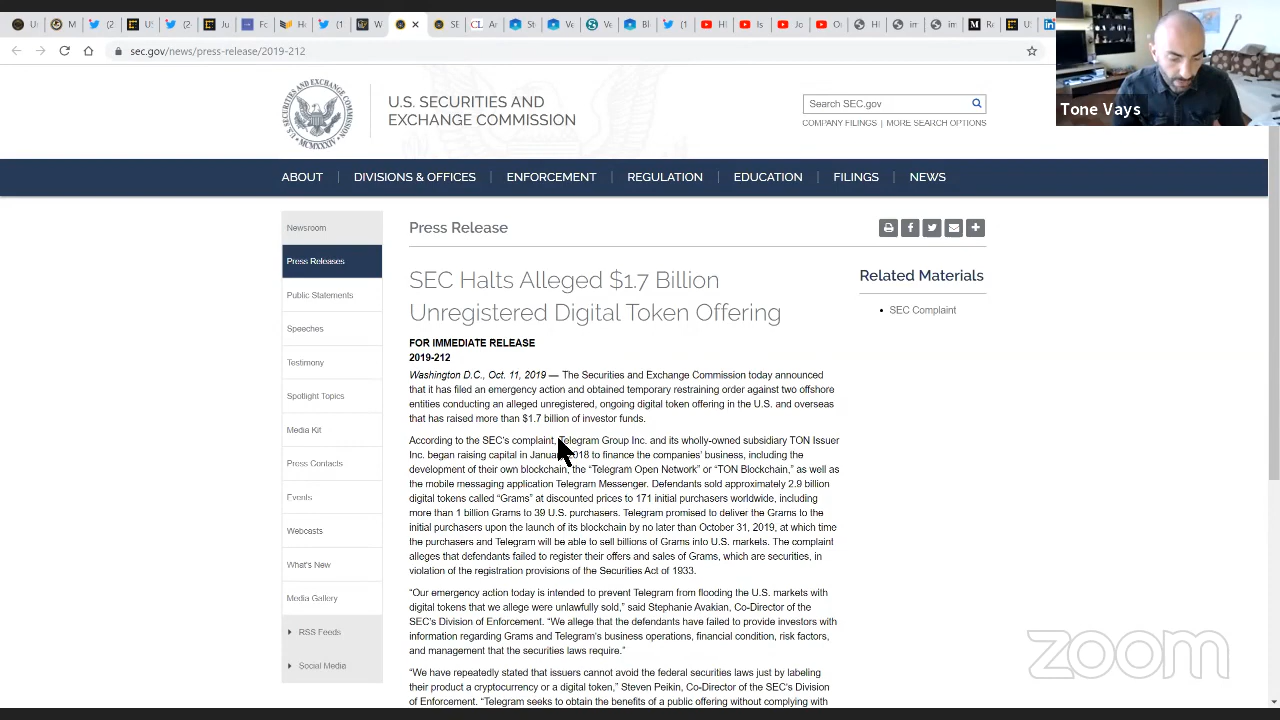 sec.gov/news/press-release/2019-212
U.S. SECURITIES AND
EXCHANGE COMMISSION
Search SEC.gov
COMPANY FILINGS | MORE SEARCH OPTIONS
Tone Vays
ABOUT
DIVISIONS & OFFICES
ENFORCEMENT
REGULATION
EDUCATION
FILINGS
NEWS
Newsroom
Press Releases
Public Statements
Speeches
Testimony
Spotlight Topics
Media Kit
Press Contacts
Events
Webcasts
What's New
Media Gallery
RSS Feeds
Social Media
Press Release
SEC Halts Alleged $1.7 Billion
Unregistered Digital Token Offering
FOR IMMEDIATE RELEASE
2019-212
Washington D.C., Oct. 11, 2019 — The Securities and Exchange Commission today announced
that it has filed an emergency action and obtained temporary restraining order against two offshore
entities conducting an alleged unregistered, ongoing digital token offering in the U.S. and overseas
that has raised more than $1.7 billion of investor funds.
According to the SEC's complaint, Telegram Group Inc. and its wholly-owned subsidiary TON Issuer
Inc. began raising capital in 018 to finance the companies' business, including the
development of their own blockchain, the “Telegram Open Network” or “TON Blockchain,” as well as
the mobile messaging application Telegram Messenger. Defendants sold approximately 2.9 billion
digital tokens called “Grams” at discounted prices to 171 initial purchasers worldwide, including
more than 1 billion Grams to 39 U.S. purchasers. Telegram promised to deliver the Grams to the
initial purchasers upon the launch of its blockchain by no later than October 31, 2019, at which time
the purchasers and Telegram will be able to sell billions of Grams into U.S. markets. The complaint
alleges that defendants failed to register their offers and sales of Grams, which are securities, in
violation of the registration provisions of the Securities Act of 1933.
“Our emergency action today is intended to prevent Telegram from flooding the U.S. markets with
digital tokens that we allege were unlawfully sold,” said Stephanie Avakian, Co-Director of the
SEC's Division of Enforcement. “We allege that the defendants have failed to provide investors with
information regarding Grams and Telegram's business operations, financial condition, risk factors,
and management that the securities laws require.”
“We have repeatedly stated that issuers cannot avoid the federal securities laws just by labeling
their product a cryptocurrency or a digital token,” Steven Peikin, Co-Director of the SEC's Division
of Enforcement. “Telegram seeks to obtain the benefits of a public offering without complying with
Related Materials
SEC Complaint
zoom